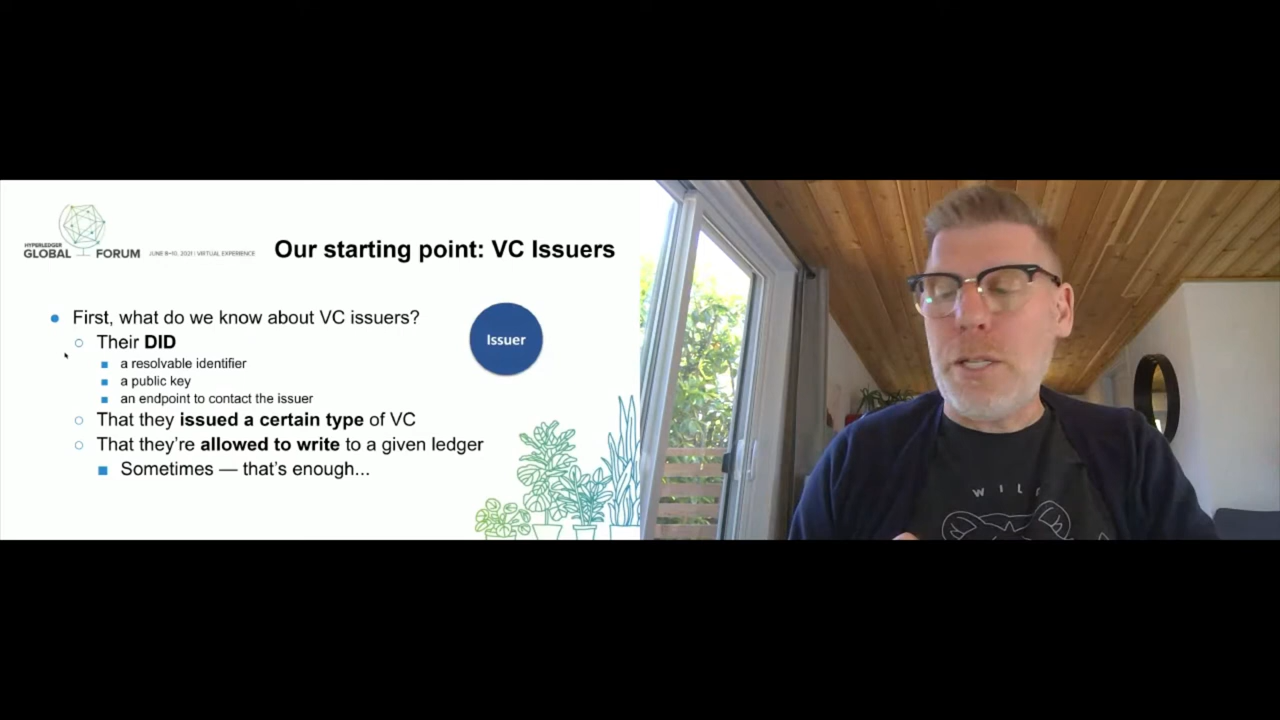 HYPERLEDGER
GLOBAL FORUM
JUNE 8–10, 2021 | VIRTUAL EXPERIENCE
Our starting point: VC Issuers
First, what do we know about VC issuers?
Their DID
a resolvable identifier
a public key
an endpoint to contact the issuer
That they issued a certain type of VC
That they're allowed to write to a given ledger
Sometimes — that's enough...
Issuer